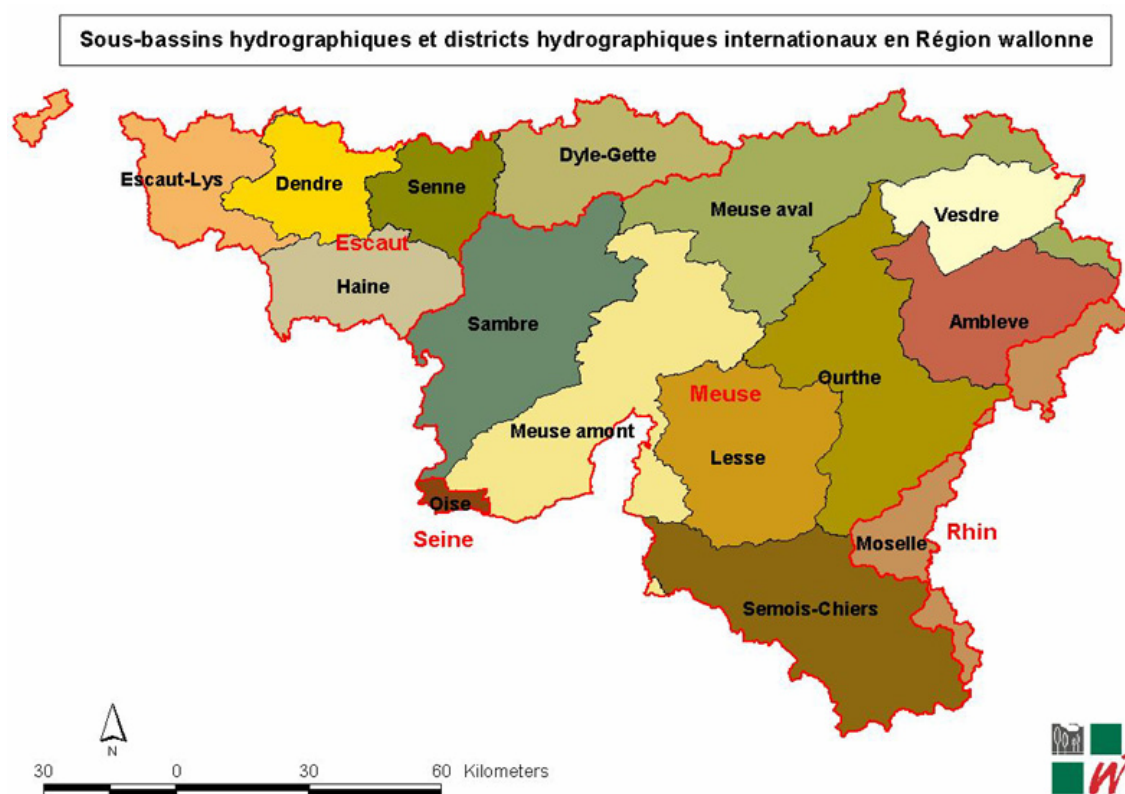 Sous-bassins hydrographiques et districts hydrographiques internationaux en Région wallonne
Dyle-Gette
Escaut-Lys
Dendre
Senne
Meuse aval
Vesdre
Escaut
Haine
Sambre
Ambleve
Ourthe
Meuse
Meuse amont
Lesse
Oise
Seine
Rhin
Moselle
Semois-Chiers
N
30 0 30 60 Kilometers
W